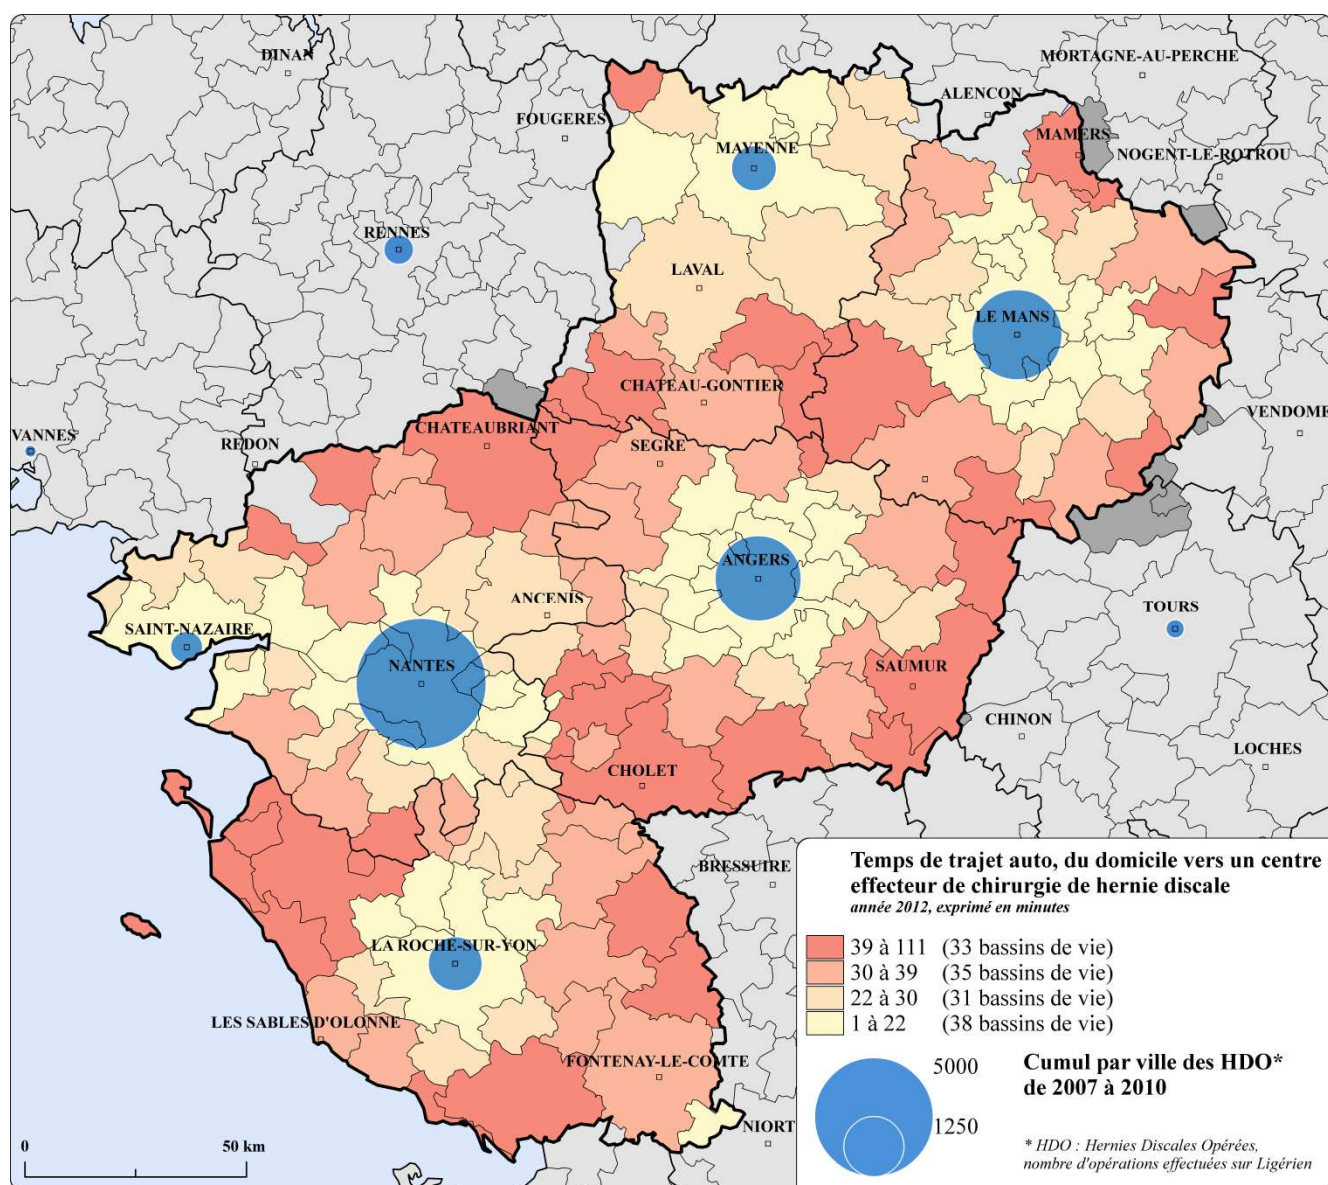 DINAN
MORTAGNE-AU-PERCHE
ALENCON
FOUGERES
MAMERS
MAYENNE
NOGENT-LE-ROTROU
RENNES
LAVAL
LE MANS
CHATEAU-GONTIER
VENDOME
CHATEAUBRIANT
VANNES
REDON
SEGRE
ANGERS
ANCENIS
TOURS
SAINT-NAZAIRE
NANTES
SAUMUR
CHINON
LOCHES
CHOLET
BRESSUIRE
LA ROCHE-SUR-YON
LES SABLES D'OLONNE
FONTENAY-LE-COMTE
NIORT
0 50 km
Temps de trajet auto, du domicile vers un centre
effecteur de chirurgie de hernie discale
année 2012, exprimé en minutes
39 à 111 (33 bassins de vie)
30 à 39 (35 bassins de vie)
22 à 30 (31 bassins de vie)
1 à 22 (38 bassins de vie)
5000
1250
Cumul par ville des HDO*
de 2007 à 2010
* HDO : Hernies Discales Opérées,
nombre d'opérations effectuées sur Ligérien